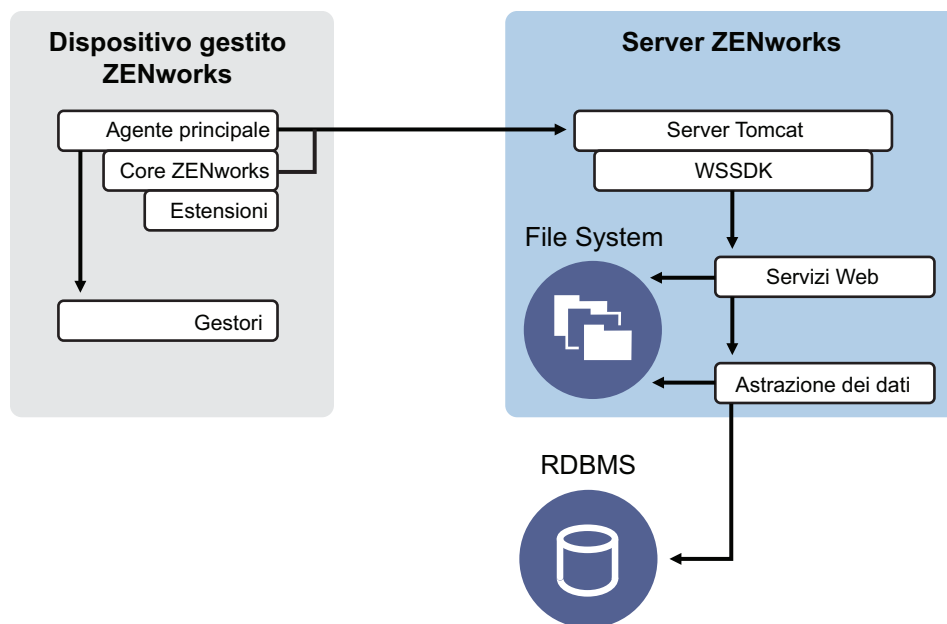 Dispositivo gestito
ZENworks
Agente principale
Core ZENworks
Estensioni
Gestori
Server ZENworks
Server Tomcat
WSSDK
File System
Servizi Web
Astrazione dei dati
RDBMS